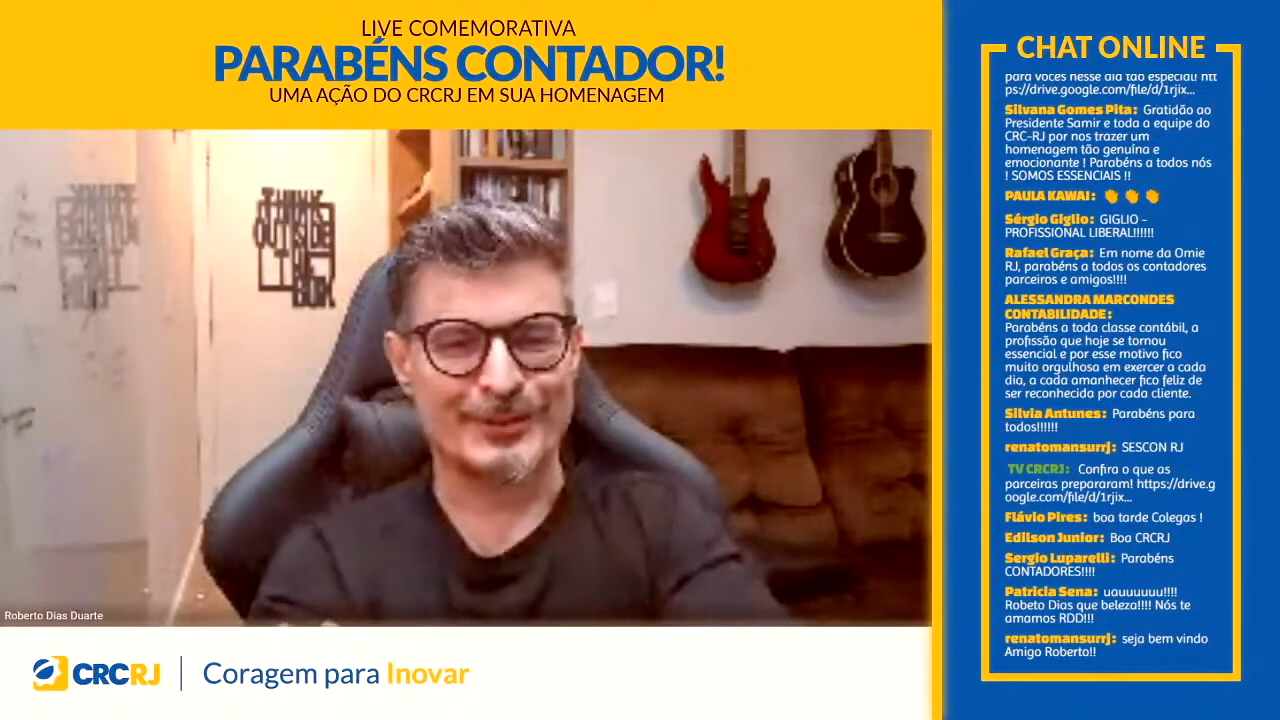 LIVE COMEMORATIVA
PARABÉNS CONTADOR!
UMA AÇÃO DO CRCRJ EM SUA HOMENAGEM
THINK
OUTSIDE
THE
BOX
Roberto Dias Duarte
CRCRJ
Coragem para Inovar
CHAT ONLINE
para voces nesse dia tao especial! htt
ps://drive.google.com/file/d/1rjix...
Silvana Gomes Pita: Gratidão ao
Presidente Samir e toda a equipe do
CRC-RJ por nos trazer um
homenagem tão genuína e
emocionante ! Parabéns a todos nós
! SOMOS ESSENCIAIS !!
PAULA KAWAI: 👏 👏 👏
Sérgio Giglio: GIGLIO -
PROFISSIONAL LIBERAL!!!!!!
Rafael Graça: Em nome da Omie
RJ, parabéns a todos os contadores
parceiros e amigos!!!!
ALESSANDRA MARCONDES
CONTABILIDADE:
Parabéns a toda classe contábil, a
profissão que hoje se tornou
essencial e por esse motivo fico
muito orgulhosa em exercer a cada
dia, a cada amanhecer fico feliz de
ser reconhecida por cada cliente.
Silvia Antunes: Parabéns para
todos!!!!!!
renatomansurrj: SESCON RJ
TV CRCRJ: Confira o que as
parceiras prepararam! https://drive.g
oogle.com/file/d/1rjix...
Flávio Pires: boa tarde Colegas !
Edilson Junior: Boa CRCRJ
Sergio Luparelli: Parabéns
CONTADORES!!!!
Patricia Sena: uauuuuuu!!!!
Robeto Dias que beleza!!!! Nós te
amamos RDD!!!
renatomansurrj: seja bem vindo
Amigo Roberto!!